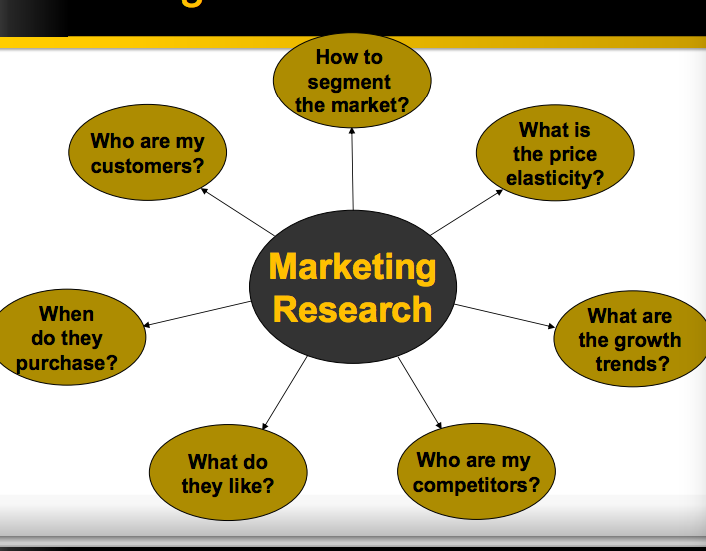 How to
segment
the market?
Who are my
customers?
What is
the price
elasticity?
Marketing
Research
When
do they
purchase?
What are
the growth
trends?
What do
they like?
Who are my
competitors?